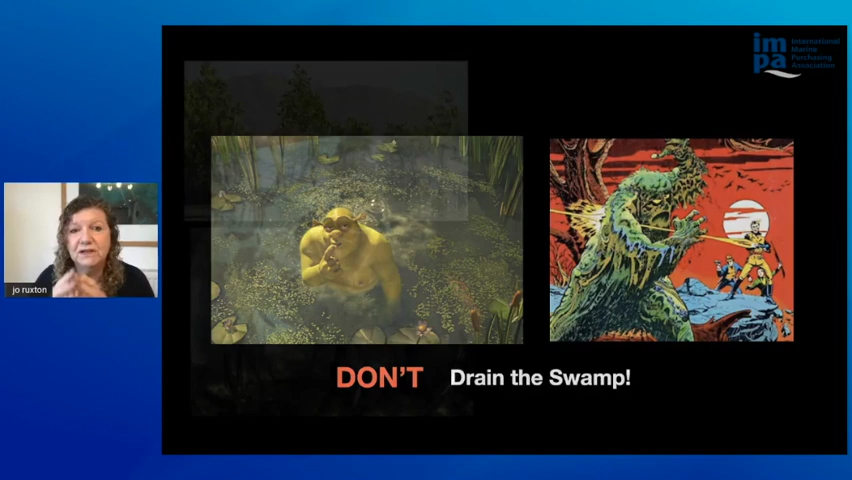 impa
International
Marine
Purchasing
Association
jo ruxton
DON'T Drain the Swamp!